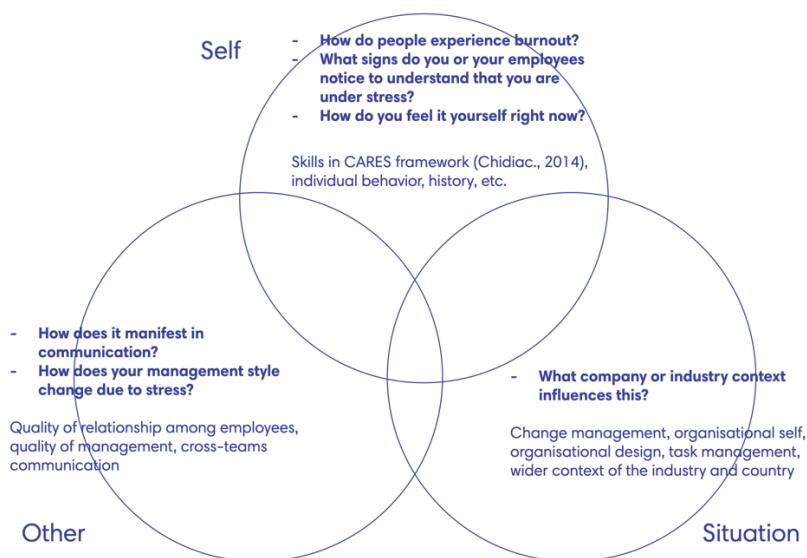 Self
- How do people experience burnout?
- What signs do you or your employees
notice to understand that you are
under stress?
- How do you feel it yourself right now?
Skills in CARES framework (Chidiac., 2014),
individual behavior, history, etc.
- How does it manifest in
communication?
- How does your management style
change due to stress?
Quality of relationship among employees,
quality of management, cross-teams
communication
Other
- What company or industry context
influences this?
Change management, organisational self,
organisational design, task management,
wider context of the industry and country
Situation